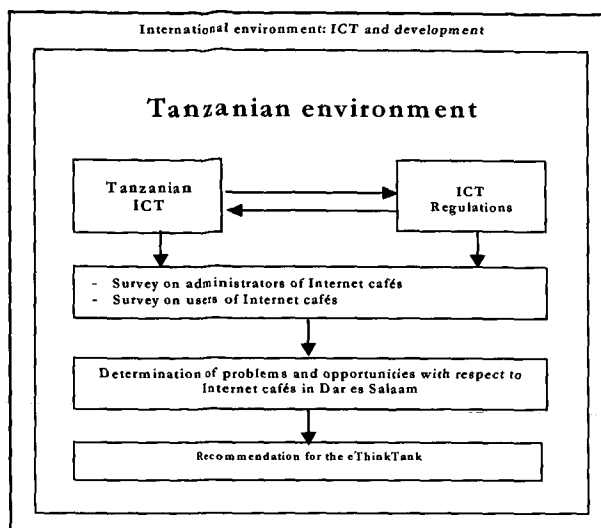 International environment: ICT and development
Tanzanian environment
Tanzanian
ICT
ICT
Regulations
- Survey on administrators of Internet cafés
- Survey on users of Internet cafés
Determination of problems and opportunities with respect to
Internet cafés in Dar es Salaam
Recommendation for the eThinkTank